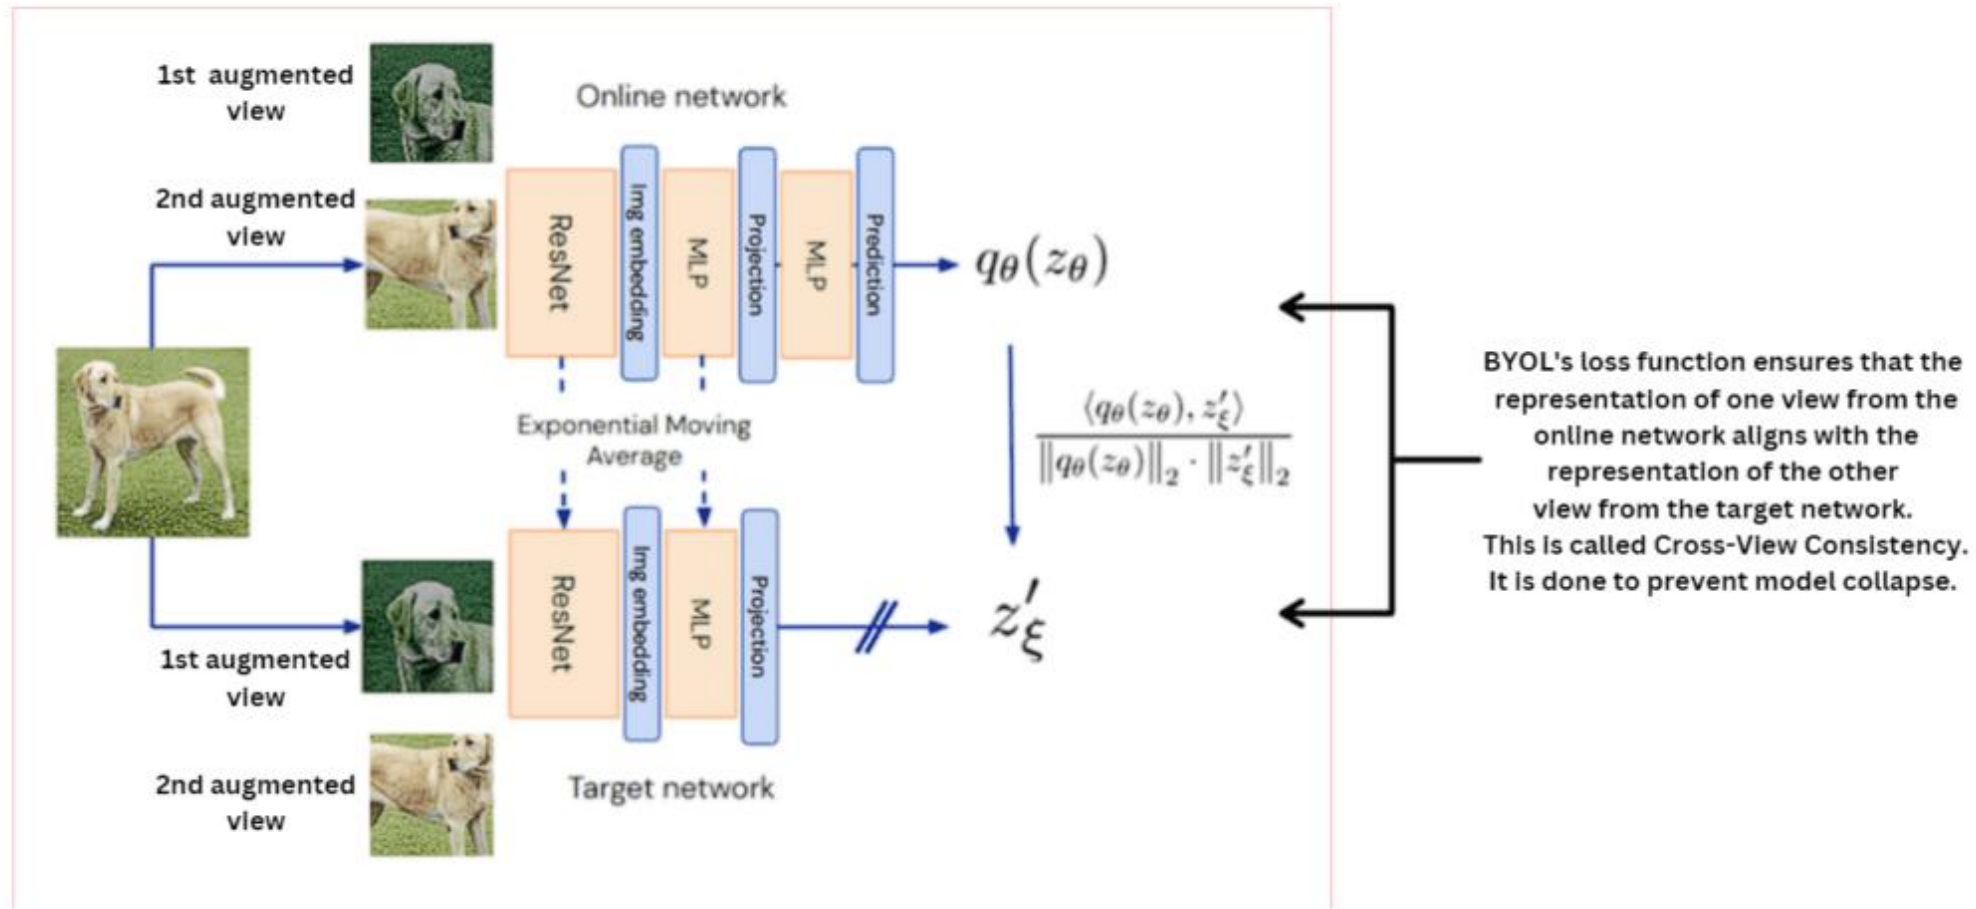 1st augmented
view
Online network
2nd augmented
view
ResNet
Img embedding
MLP
Projection
MLP
Prediction
qθ(zθ)
Exponential Moving
Average
⟨qθ(zθ), z′ξ⟩
‖qθ(zθ)‖₂ · ‖z′ξ‖₂
BYOL's loss function ensures that the
representation of one view from the
online network aligns with the
representation of the other
view from the target network.
This is called Cross-View Consistency.
It is done to prevent model collapse.
ResNet
Img embedding
MLP
Projection
z′ξ
1st augmented
view
2nd augmented
view
Target network